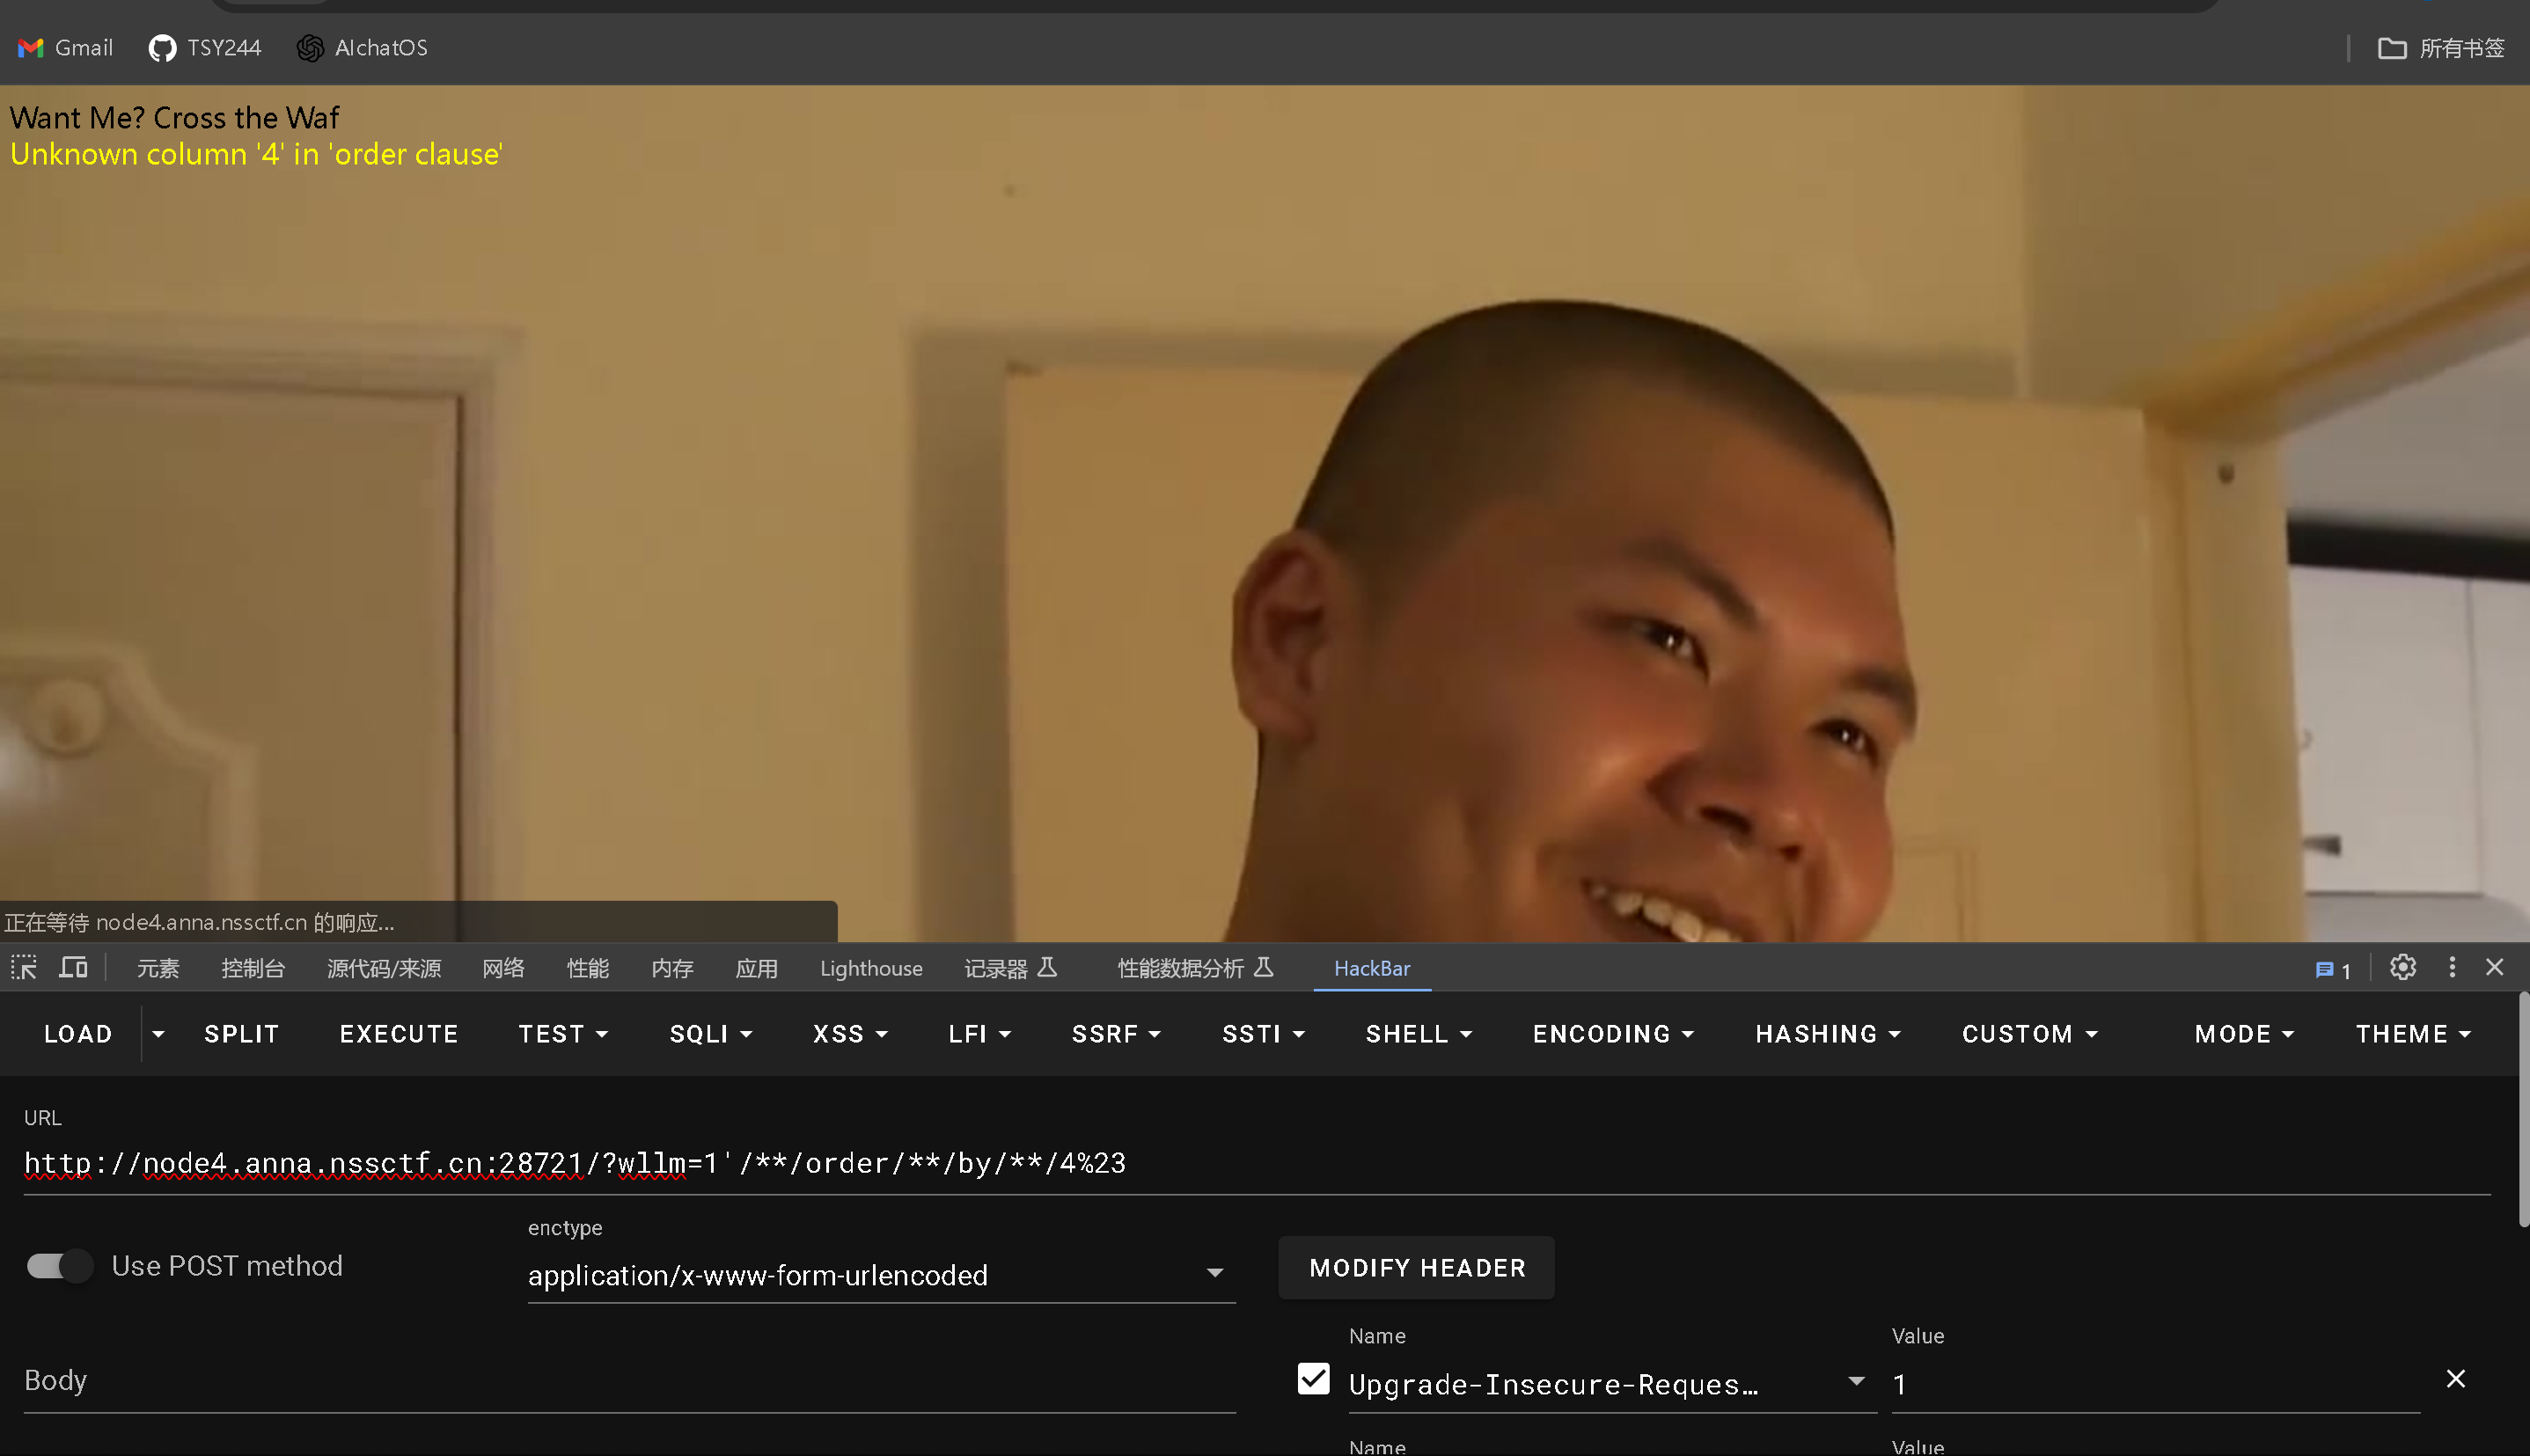 Gmail TSY244 AIchatOS 所有书签
Want Me? Cross the Waf
Unknown column '4' in 'order clause'
正在等待 node4.anna.nssctf.cn 的响应...
元素 控制台 源代码/来源 网络 性能 内存 应用 Lighthouse 记录器 性能数据分析 HackBar 1
LOAD SPLIT EXECUTE TEST SQLI XSS LFI SSRF SSTI SHELL ENCODING HASHING CUSTOM MODE THEME
URL
http://node4.anna.nssctf.cn:28721/?wllm=1'/**/order/**/by/**/4%23
enctype
Use POST method application/x-www-form-urlencoded MODIFY HEADER
Name Value
Body Upgrade-Insecure-Reques… 1
Name Value